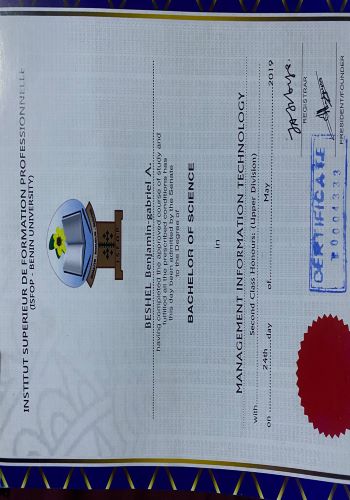 INSTITUT SUPERIEUR DE FORMATION PROFESSIONNELLE
(ISFOP - BENIN UNIVERSITY)
ISFOP
BESHEL Benjamin-gabriel A.
having completed the approved course of study and
fulfilled all the prescribed conditions has
this day been admitted by the Senate
to the Degree of
BACHELOR OF SCIENCE
in
MANAGEMENT INFORMATION TECHNOLOGY
with Second Class Honours: (Upper Division)
on 24th day of May 2019
REGISTRAR
CERTIFICATE
PRESIDENT/FOUNDER